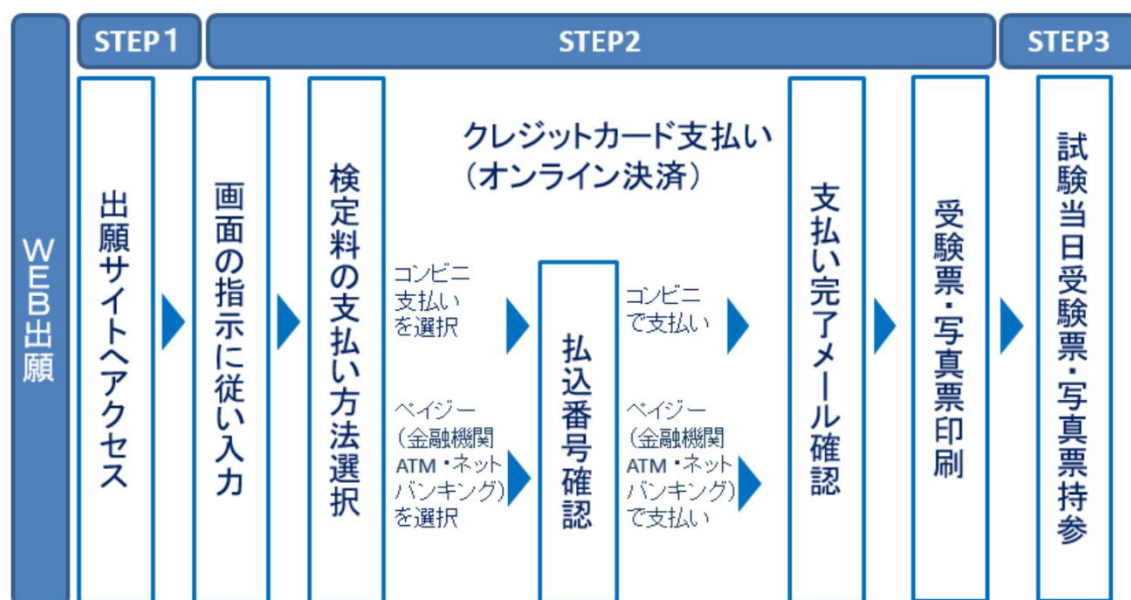 WEB出願
STEP1
STEP2
STEP3
出願サイトへアクセス
画面の指示に従い入力
検定料の支払い方法選択
クレジットカード支払い
(オンライン決済)
コンビニ
支払い
を選択
ペイジー
(金融機関
ATM・ネット
バンキング)
を選択
払込番号確認
コンビニ
で支払い
ペイジー
(金融機関
ATM・ネット
バンキング)
で支払い
支払い完了メール確認
受験票・写真票印刷
試験当日受験票・写真票持参